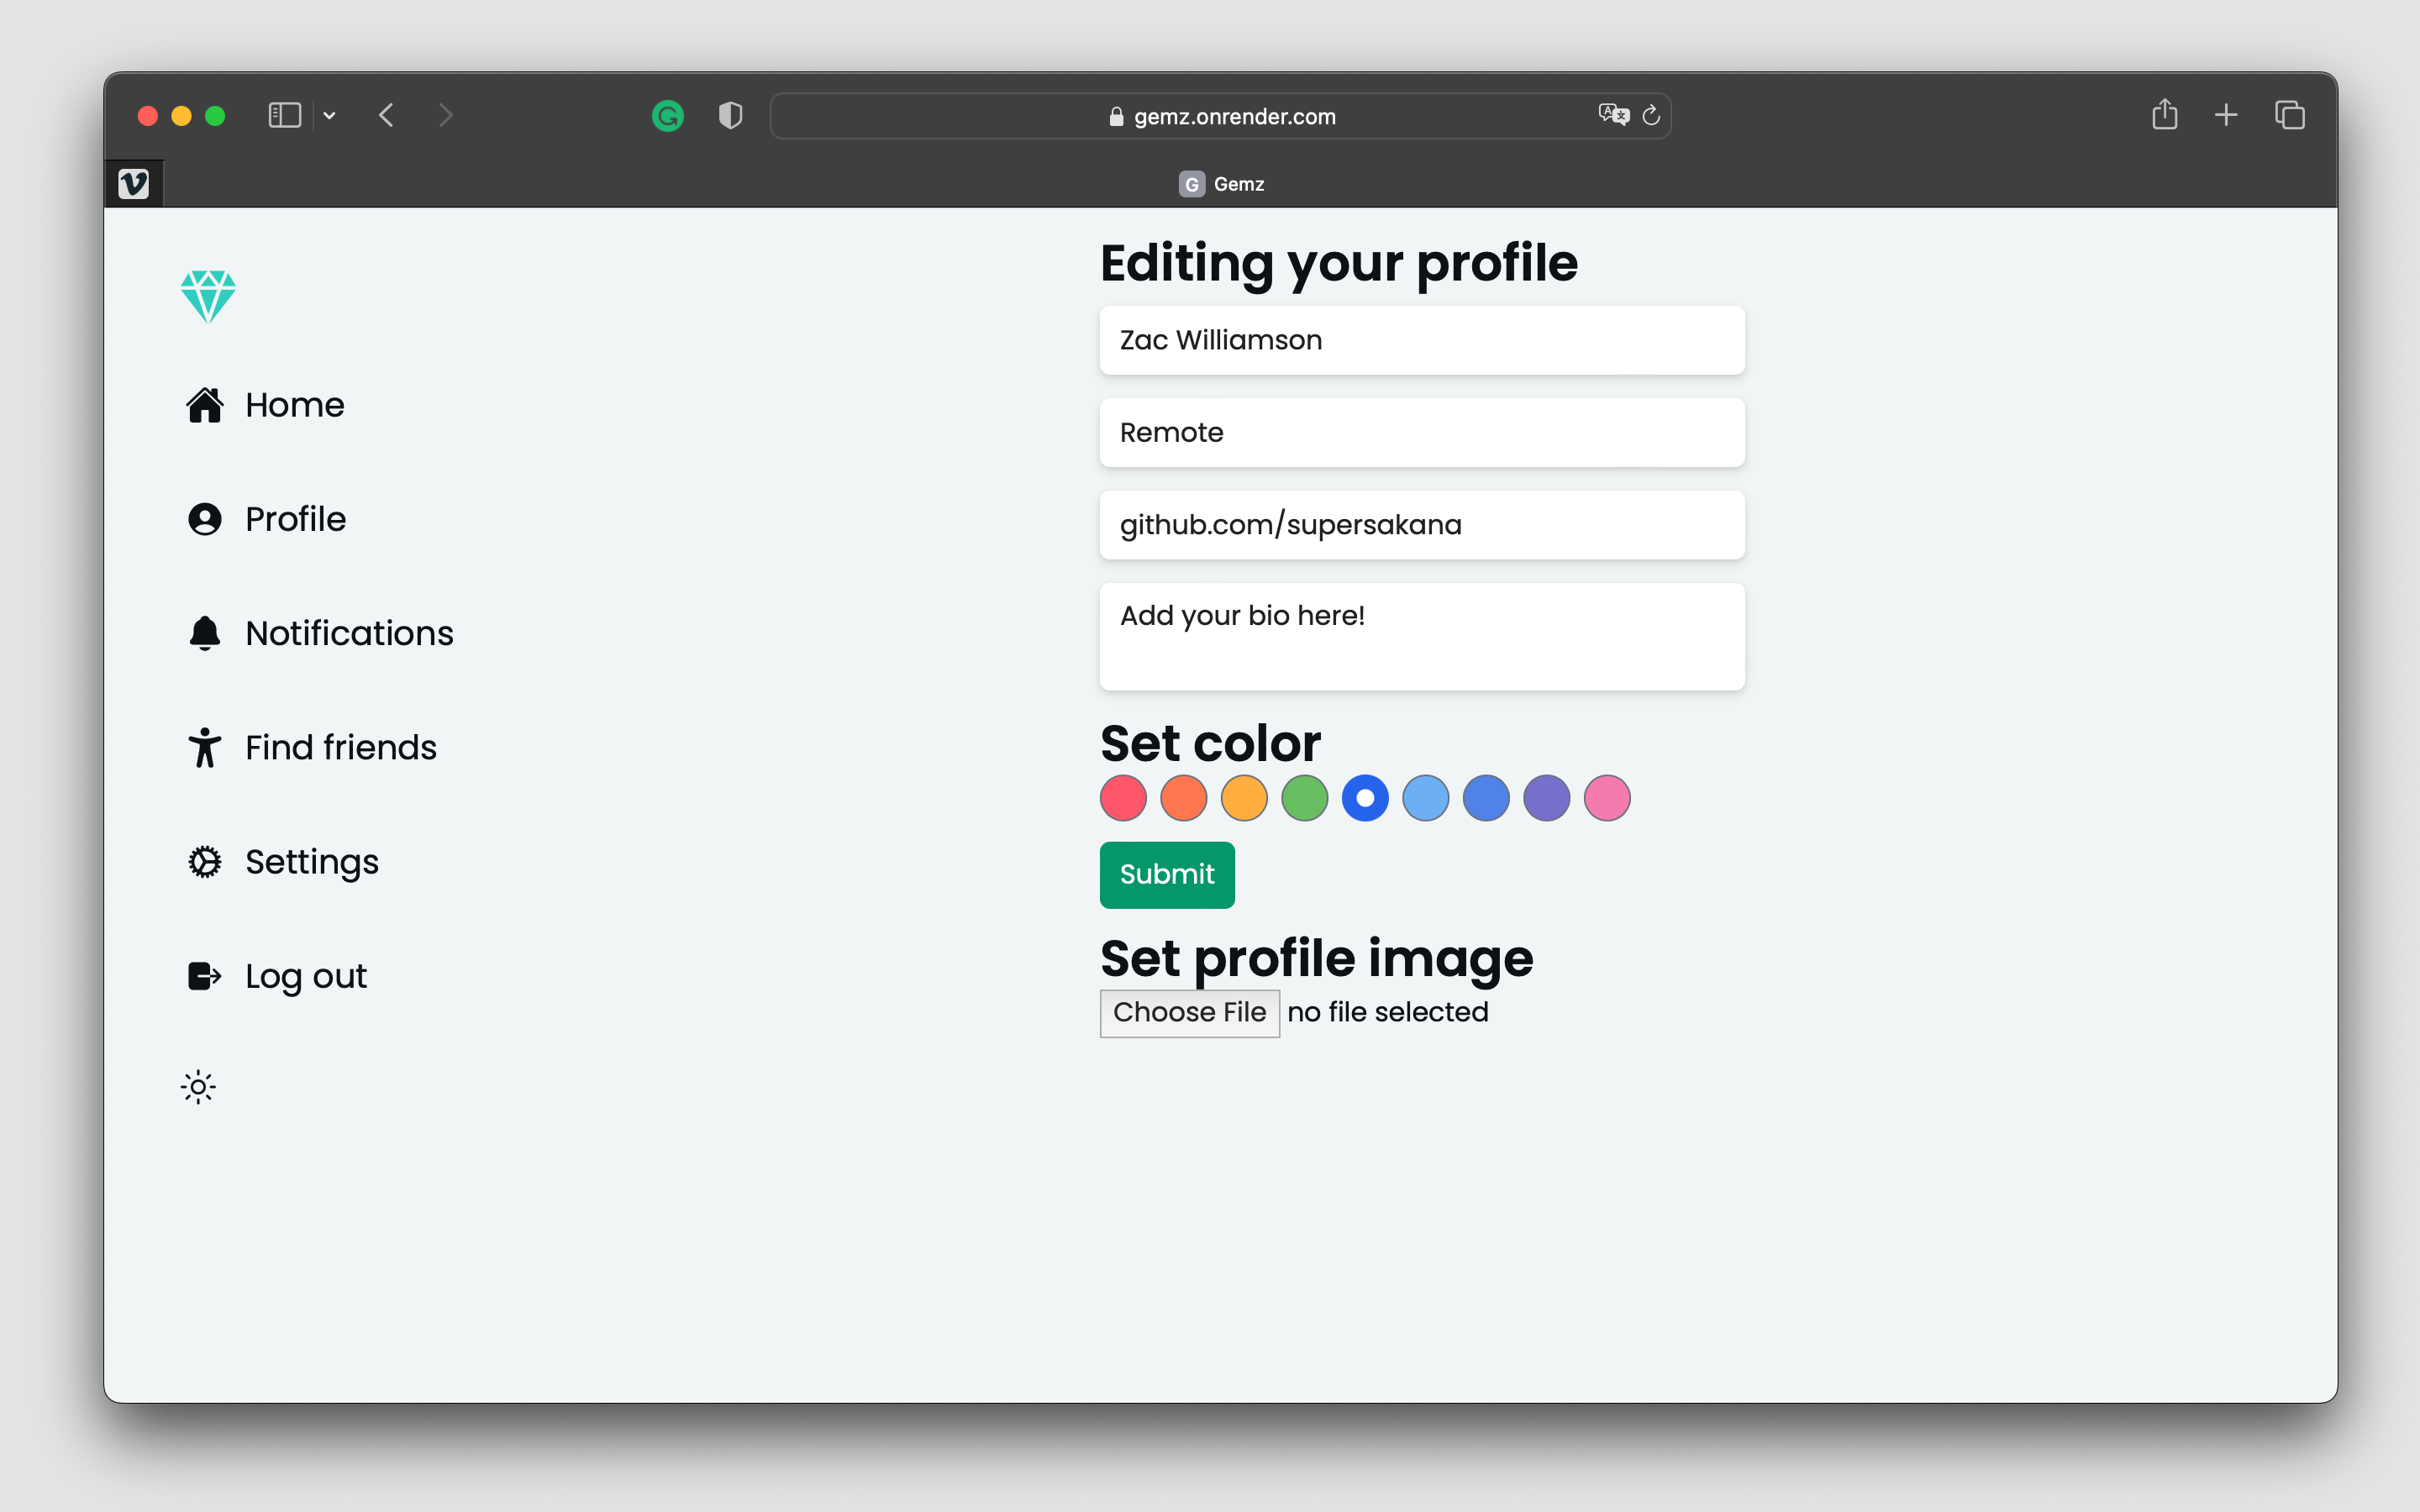 gemz.onrender.com
G Gemz
Editing your profile
Zac Williamson
Remote
github.com/supersakana
Add your bio here!
Set color
Submit
Set profile image
Choose File no file selected
Home
Profile
Notifications
Find friends
Settings
Log out